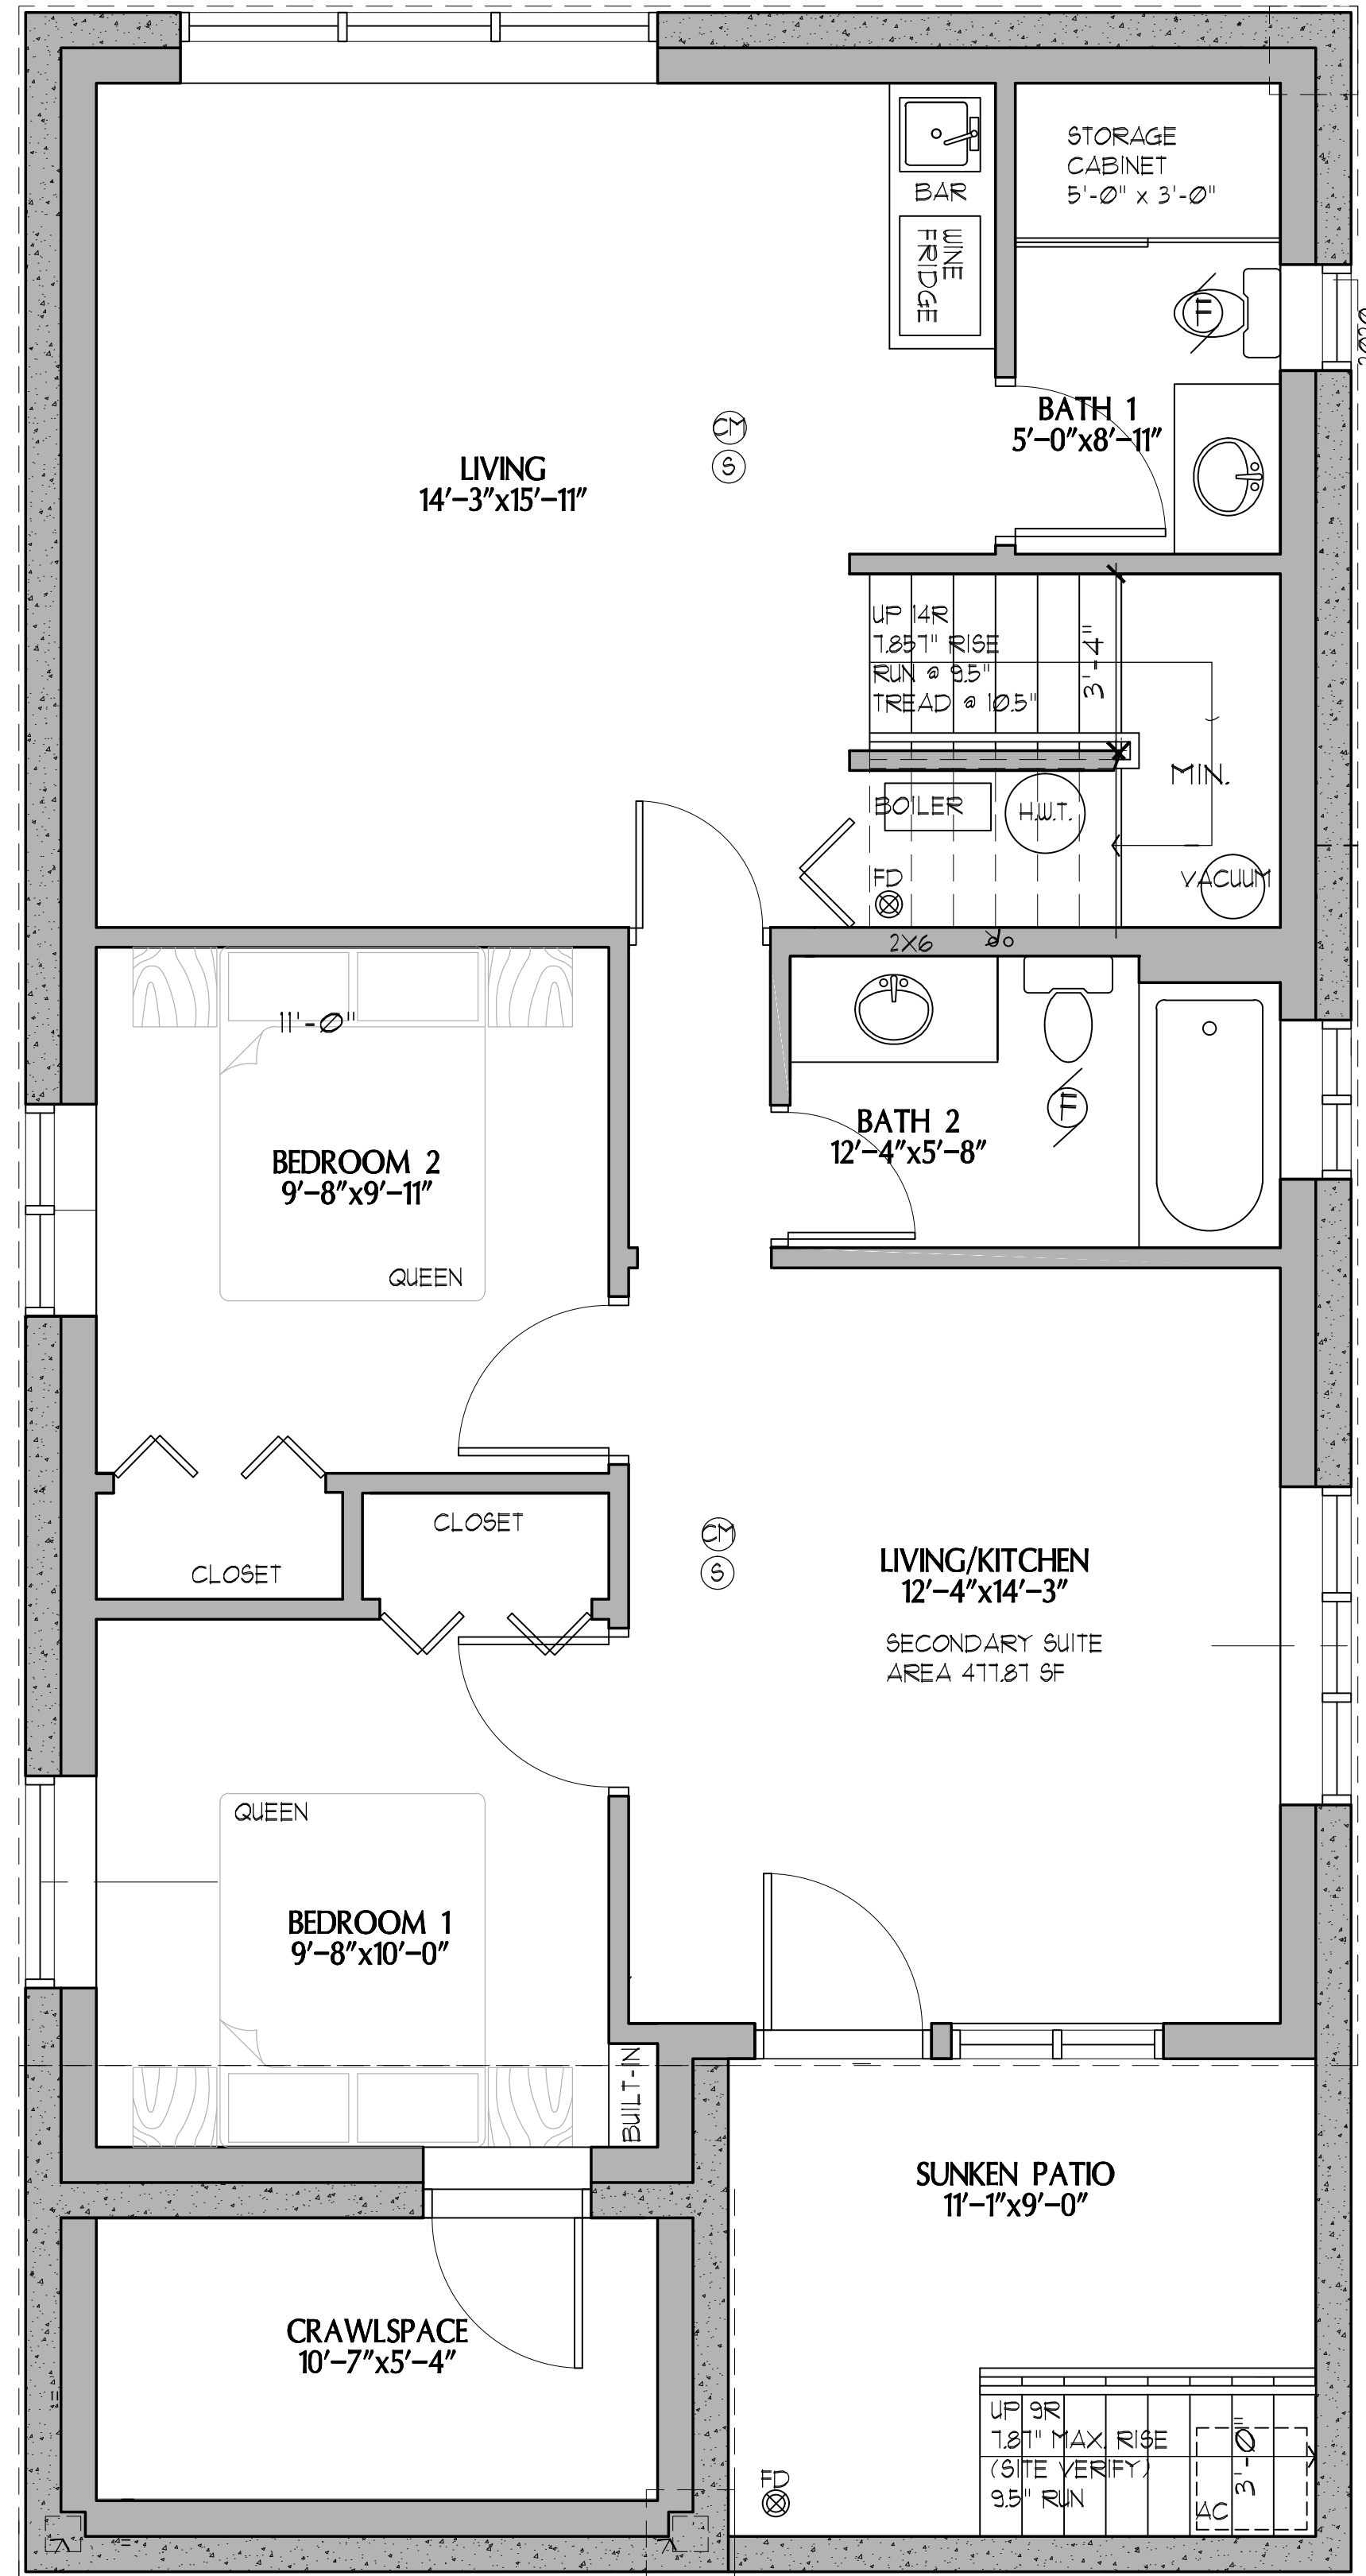 STORAGE
CABINET
5'-0" x 3'-0"
BAR
WINE
FRIDGE
BATH 1
5'-0"x8'-11"
CM
S
LIVING
14'-3"x15'-11"
UP 14R
7.857" RISE
RUN @ 9.5"
TREAD @ 10.5"
3'-4"
MIN.
BOILER
H.W.T.
FD
VACUUM
2X6
11'-0"
BATH 2
12'-4"x5'-8"
BEDROOM 2
9'-8"x9'-11"
QUEEN
CLOSET
CLOSET
CM
S
LIVING/KITCHEN
12'-4"x14'-3"
SECONDARY SUITE
AREA 477.87 SF
QUEEN
BEDROOM 1
9'-8"x10'-0"
BUILT-IN
SUNKEN PATIO
11'-1"x9'-0"
CRAWLSPACE
10'-7"x5'-4"
UP 9R
7.87" MAX. RISE
(SITE VERIFY)
9.5" RUN
3'-0"
AC
FD